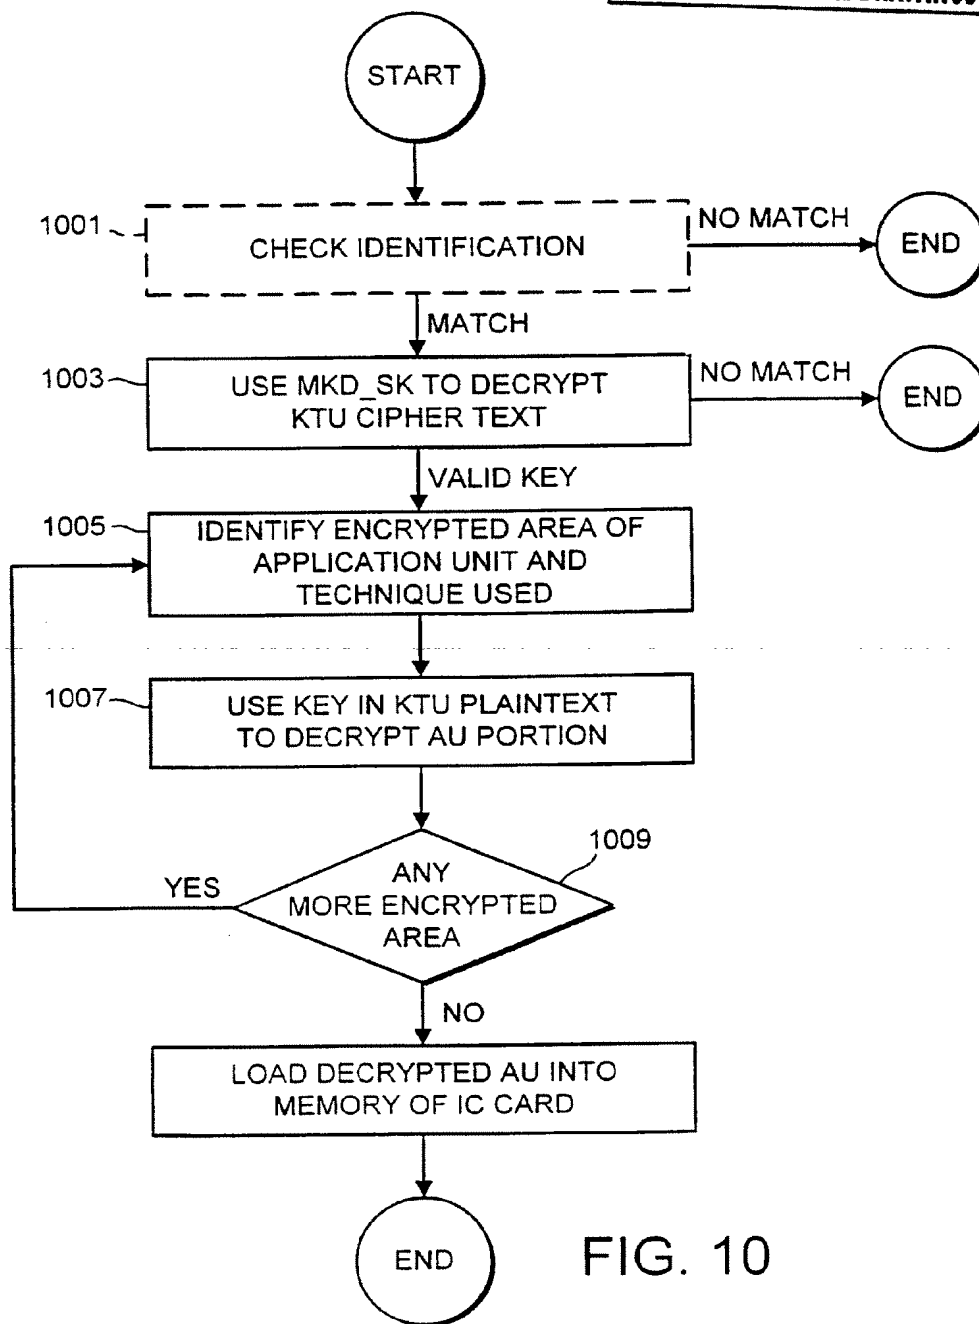 START
1001
CHECK IDENTIFICATION
NO MATCH
END
MATCH
1003
USE MKD_SK TO DECRYPT
KTU CIPHER TEXT
NO MATCH
END
VALID KEY
1005
IDENTIFY ENCRYPTED AREA OF
APPLICATION UNIT AND
TECHNIQUE USED
1007
USE KEY IN KTU PLAINTEXT
TO DECRYPT AU PORTION
1009
ANY
MORE ENCRYPTED
AREA
YES
NO
LOAD DECRYPTED AU INTO
MEMORY OF IC CARD
END
FIG. 10